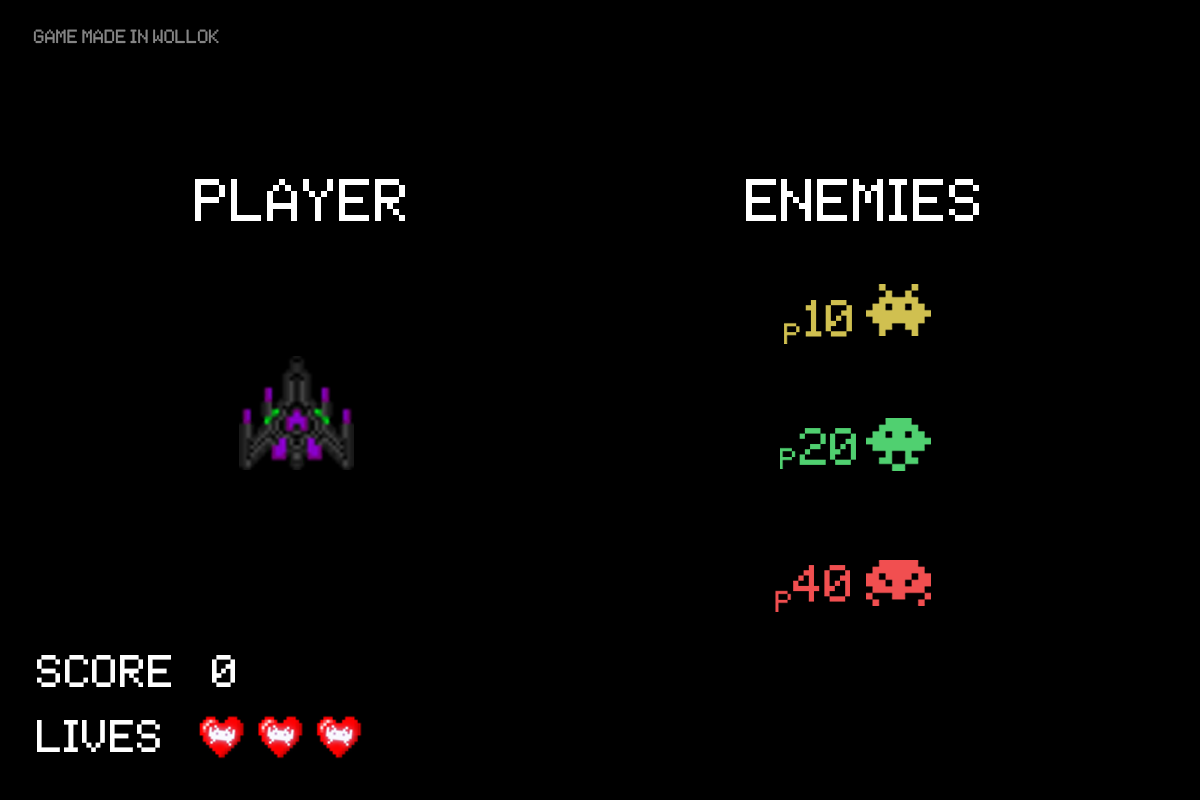 GAME MADE IN WOLLOK
PLAYER
ENEMIES
P10
P20
P40
SCORE 0
LIVES